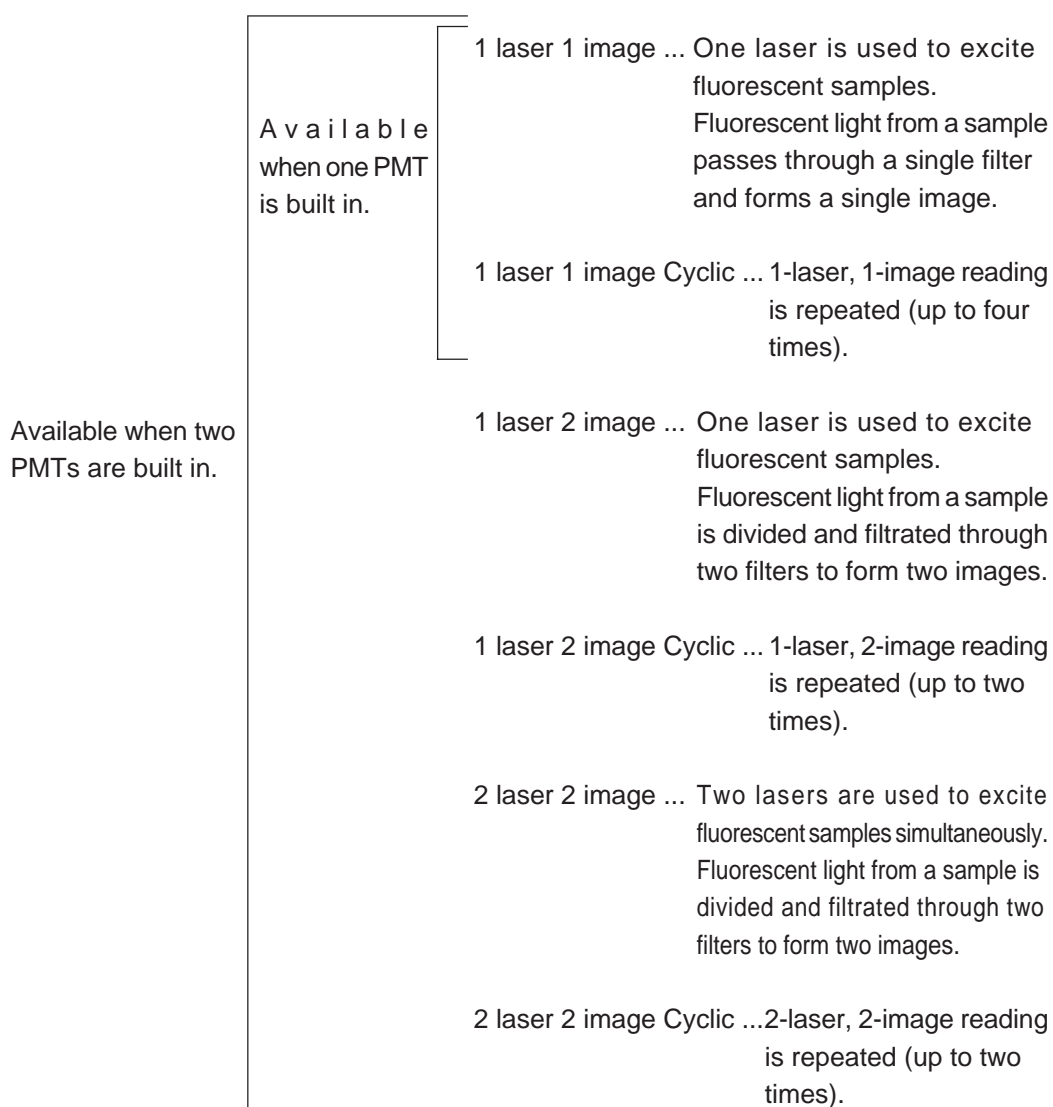 1 laser 1 image ... One laser is used to excite
fluorescent samples.
Fluorescent light from a sample
passes through a single filter
and forms a single image.
Available
when one PMT
is built in.
1 laser 1 image Cyclic ... 1-laser, 1-image reading
is repeated (up to four
times).
Available when two
PMTs are built in.
1 laser 2 image ... One laser is used to excite
fluorescent samples.
Fluorescent light from a sample
is divided and filtrated through
two filters to form two images.
1 laser 2 image Cyclic ... 1-laser, 2-image reading
is repeated (up to two
times).
2 laser 2 image ... Two lasers are used to excite
fluorescent samples simultaneously.
Fluorescent light from a sample is
divided and filtrated through two
filters to form two images.
2 laser 2 image Cyclic ...2-laser, 2-image reading
is repeated (up to two
times).